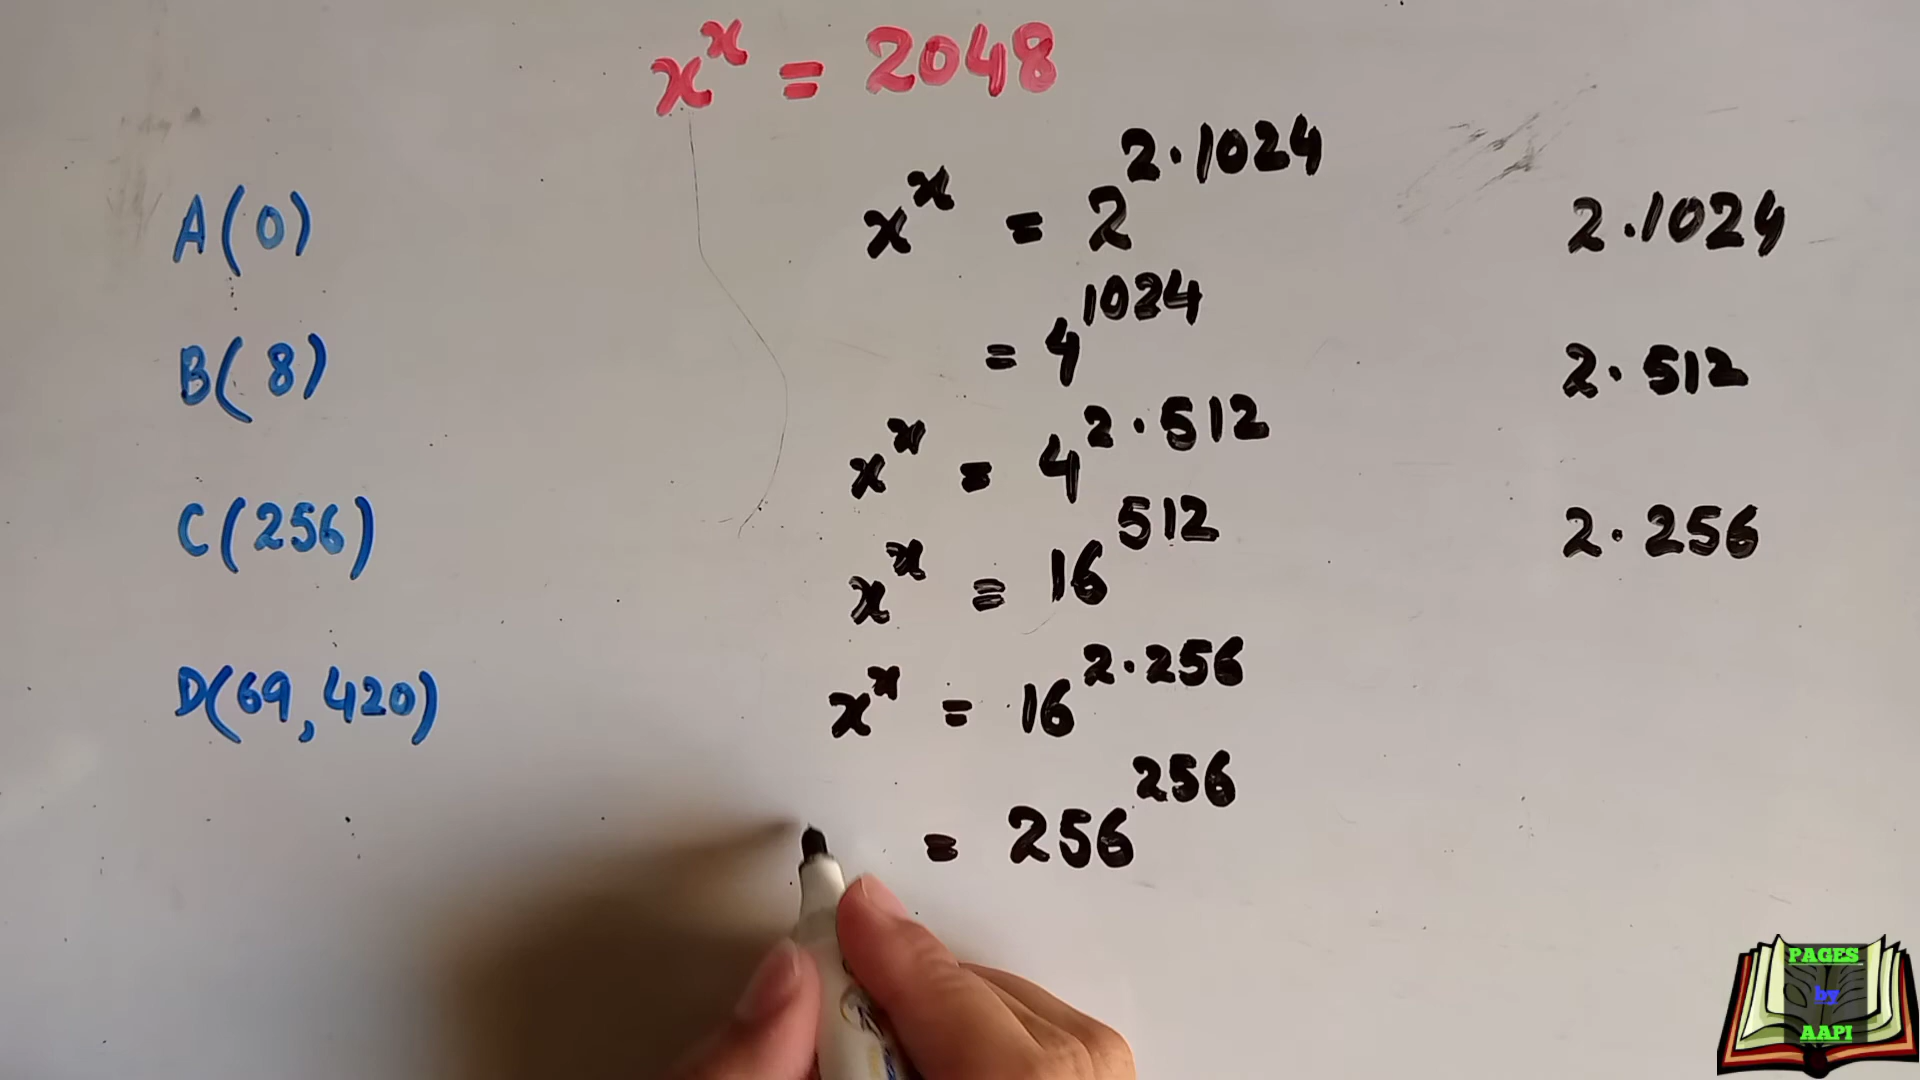 x^x = 2048
A(0)
B(8)
C(256)
D(69,420)
x^x = 2^2·1024
= 4^1024
x^x = 4^2·512
x^x = 16^512
x^x = 16^2·256
= 256^256
2·1024
2·512
2·256
PAGES
by
AAPI